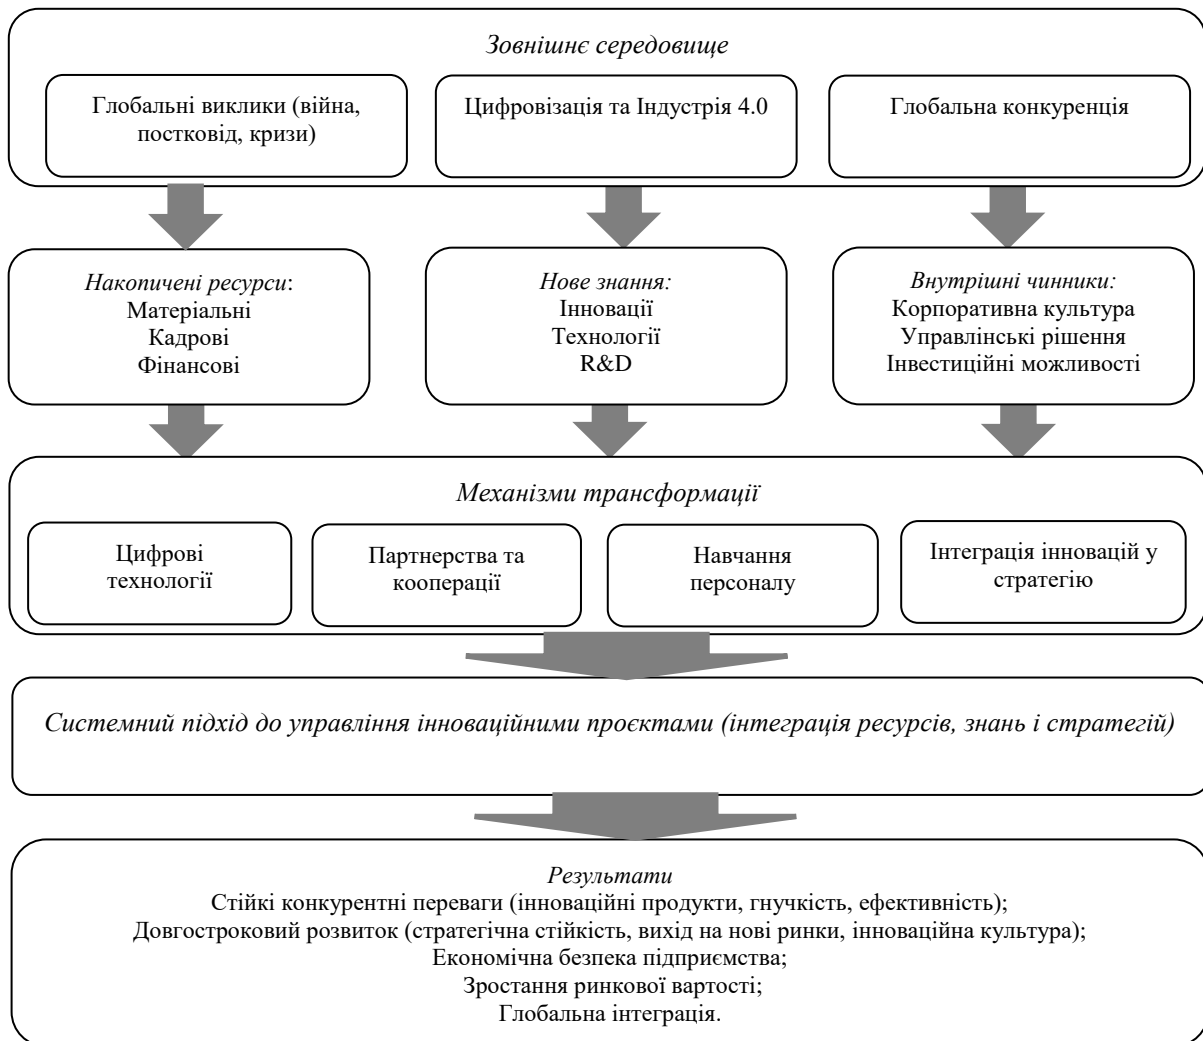 Зовнішнє середовище
Глобальні виклики (війна,
постковід, кризи)
Цифровізація та Індустрія 4.0
Глобальна конкуренція
Накопичені ресурси:
Матеріальні
Кадрові
Фінансові
Нове знання:
Інновації
Технології
R&D
Внутрішні чинники:
Корпоративна культура
Управлінські рішення
Інвестиційні можливості
Механізми трансформації
Цифрові
технології
Партнерства та
кооперації
Навчання
персоналу
Інтеграція інновацій у
стратегію
Системний підхід до управління інноваційними проєктами (інтеграція ресурсів, знань і стратегій)
Результати
Стійкі конкурентні переваги (інноваційні продукти, гнучкість, ефективність);
Довгостроковий розвиток (стратегічна стійкість, вихід на нові ринки, інноваційна культура);
Економічна безпека підприємства;
Зростання ринкової вартості;
Глобальна інтеграція.